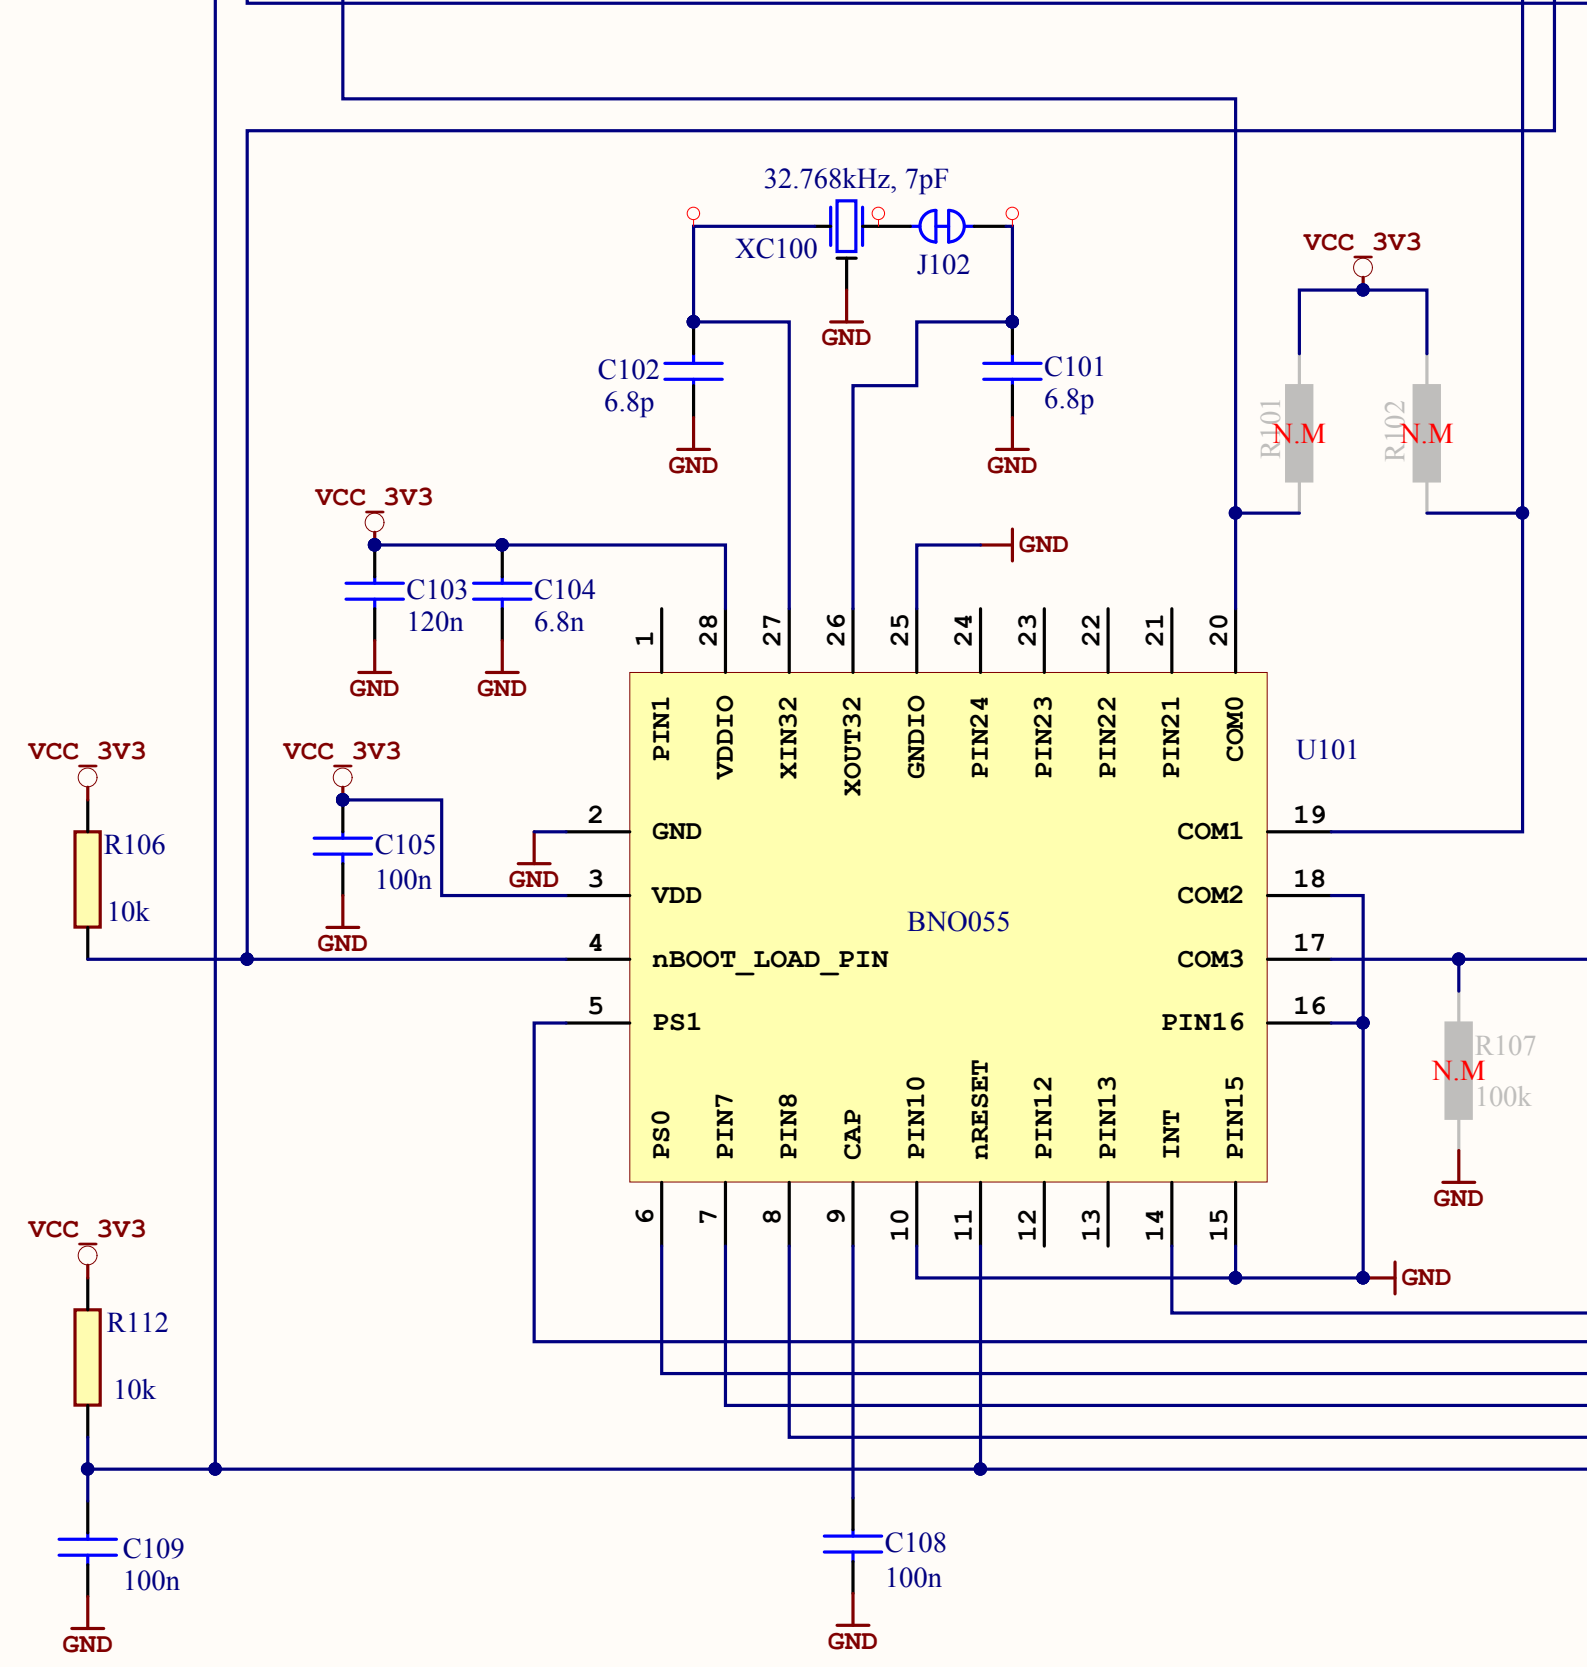 32.768kHz, 7pF
XC100
J102
GND
VCC_3V3
C102
6.8p
GND
C101
6.8p
GND
R101
N.M
R102
N.M
VCC_3V3
C103
120n
GND
C104
6.8n
GND
GND
1
28
27
26
25
24
23
22
21
20
PIN1
VDDIO
XIN32
XOUT32
GNDIO
PIN24
PIN23
PIN22
PIN21
COM0
U101
VCC_3V3
R106
10k
VCC_3V3
C105
100n
GND
GND
2
GND
3
VDD
4
nBOOT_LOAD_PIN
5
PS1
BNO055
COM1
19
COM2
18
COM3
17
PIN16
16
R107
N.M
100k
GND
PS0
PIN7
PIN8
CAP
PIN10
nRESET
PIN12
PIN13
INT
PIN15
6
7
8
9
10
11
12
13
14
15
GND
VCC_3V3
R112
10k
C109
100n
GND
C108
100n
GND